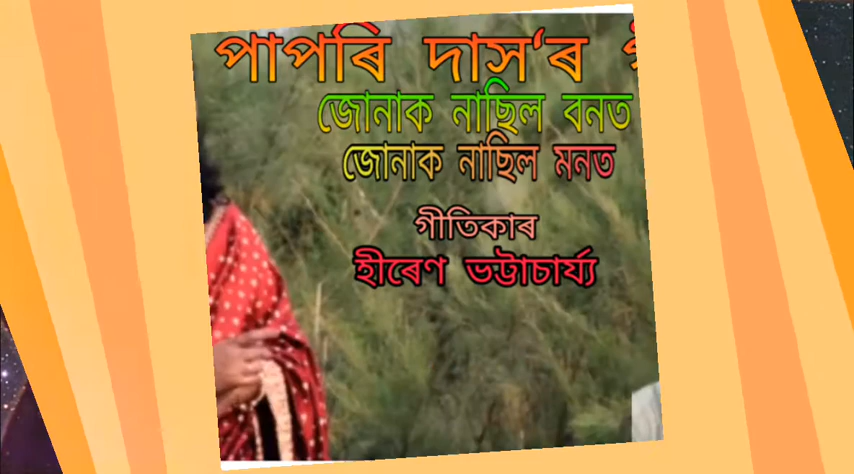 পাপৰি দাস'ৰ
জোনাক নাছিল বনত
জোনাক নাছিল মনত
গীতিকাৰ
হীৰেণ ভট্টাচাৰ্য্য